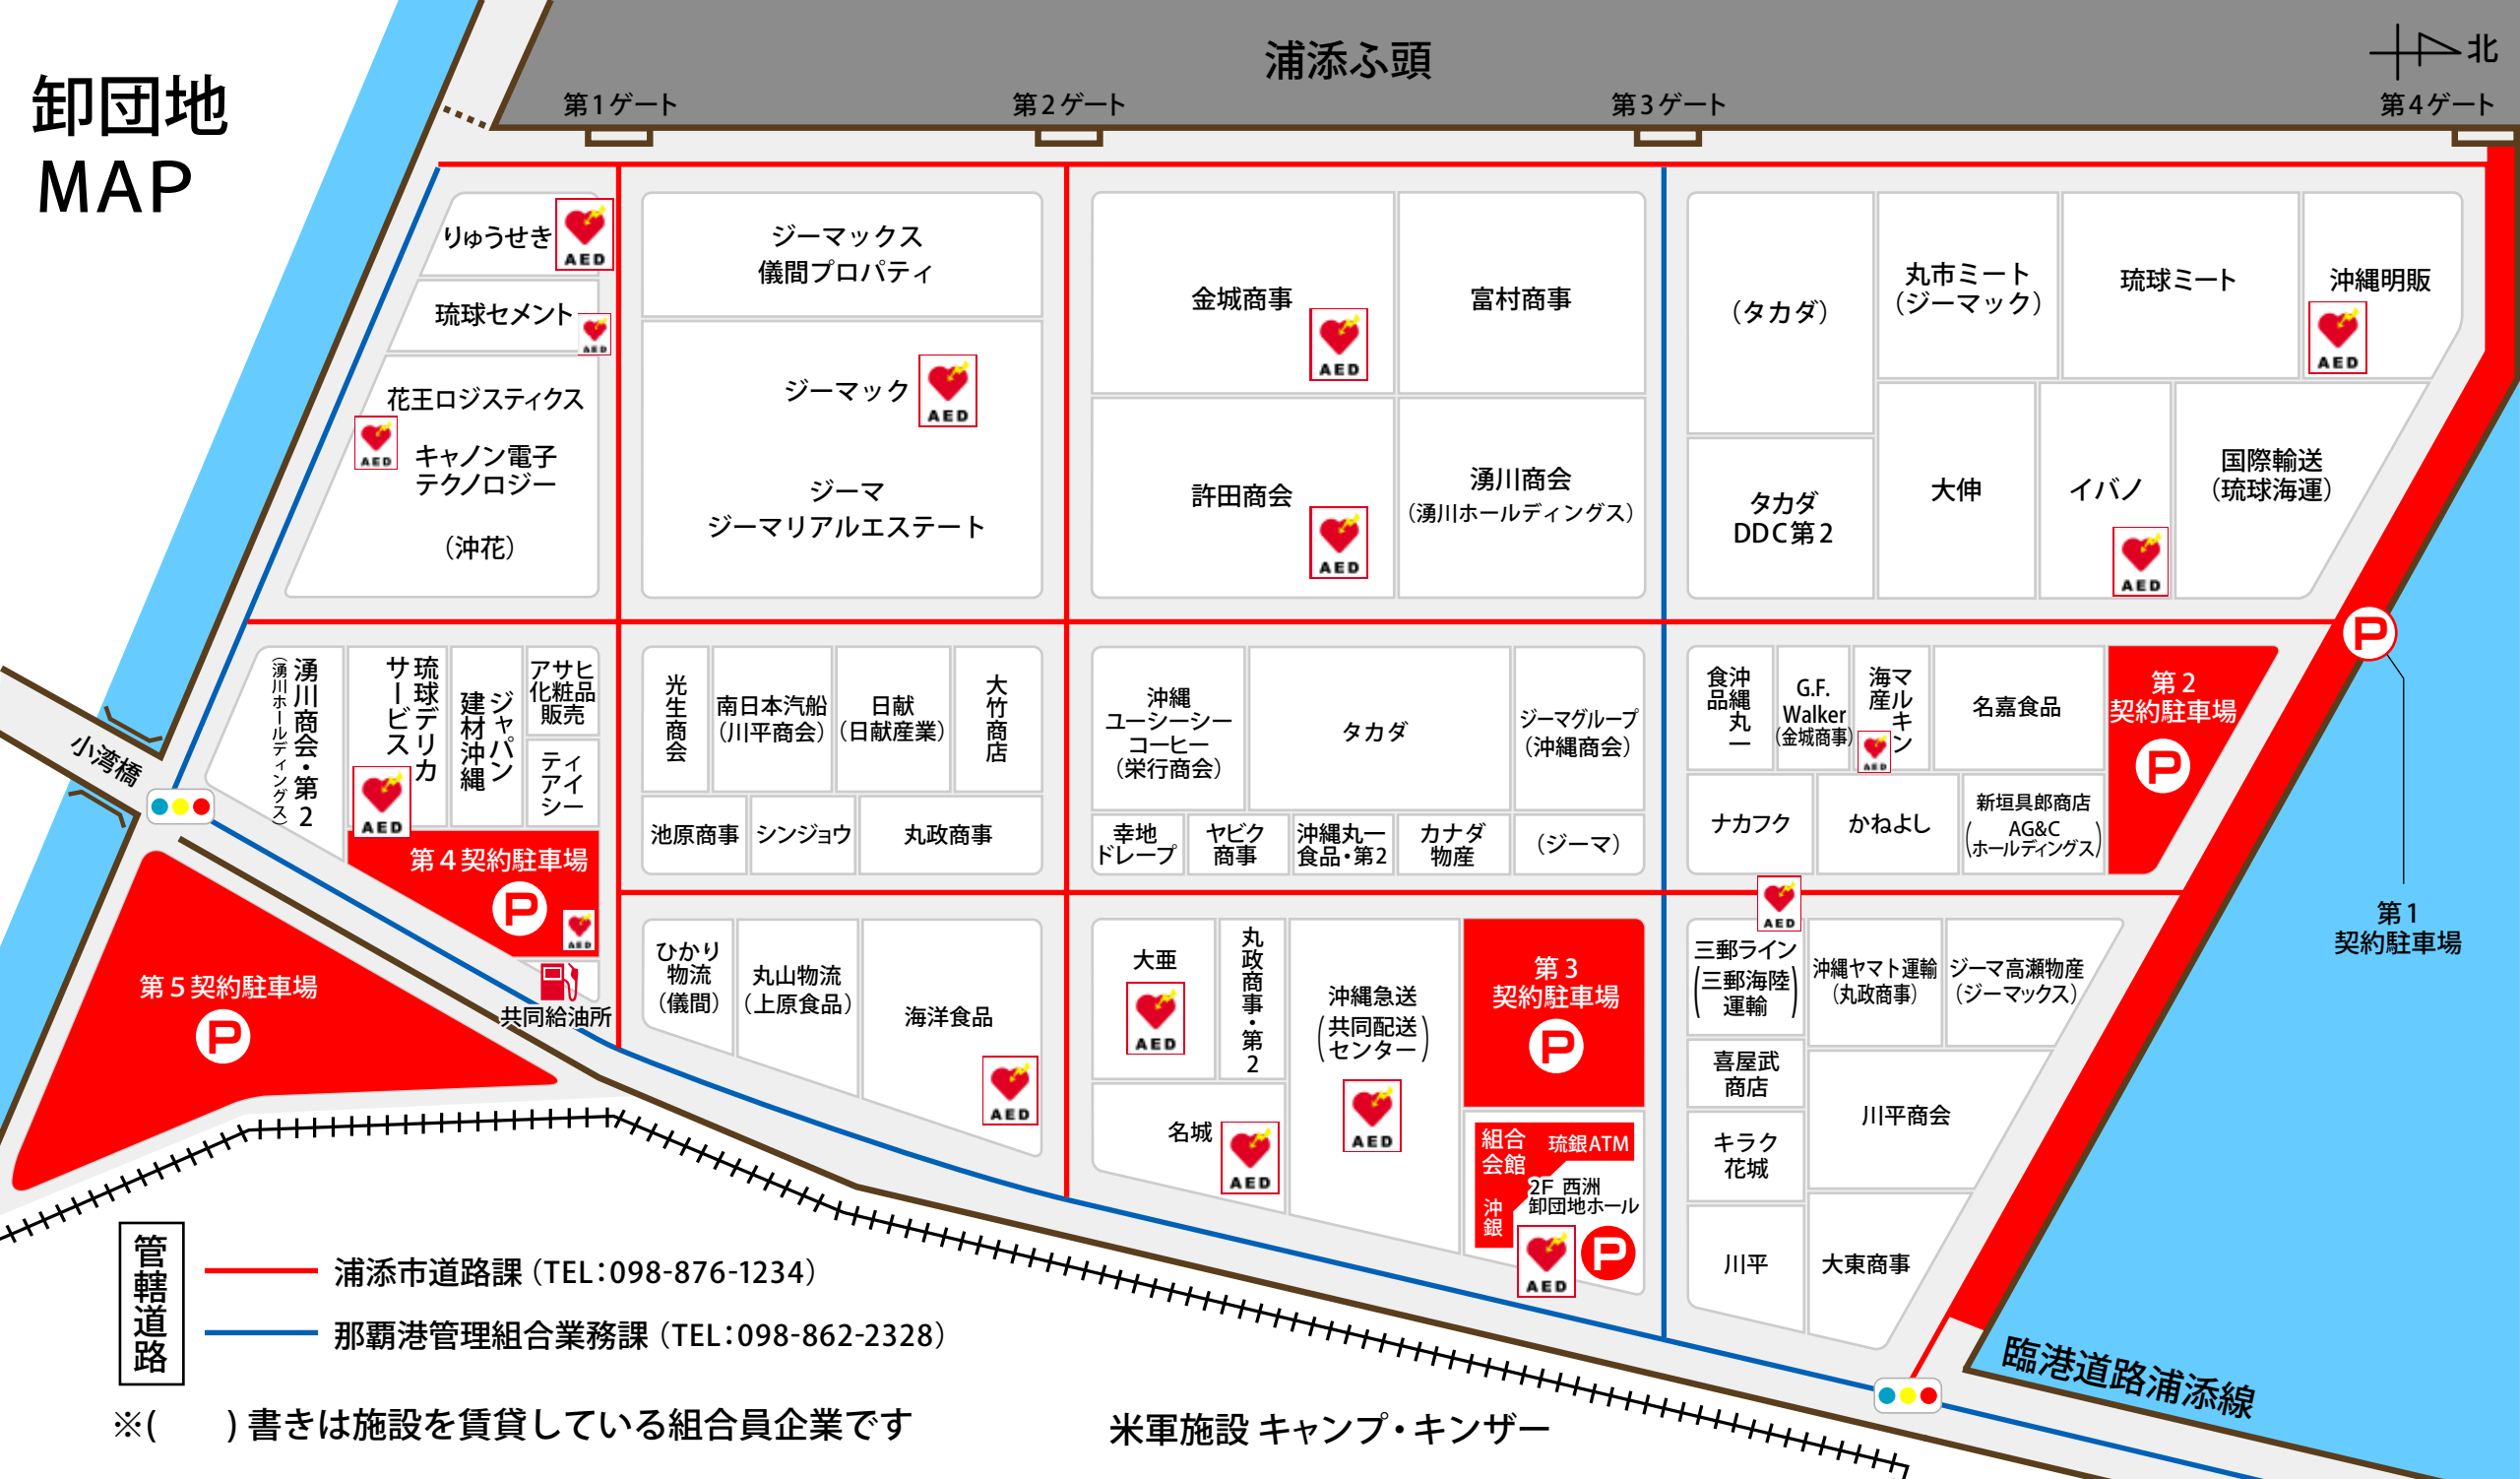 卸団地
MAP
浦添ふ頭
北
第1ゲート
第2ゲート
第3ゲート
第4ゲート
りゅうせき
AED
琉球セメント
AED
花王ロジスティクス
AED
キャノン電子
テクノロジー
(沖花)
ジーマックス
儀間プロパティ
ジーマック
AED
ジーマ
ジーマリアルエステート
金城商事
AED
富村商事
許田商会
AED
湧川商会
(湧川ホールディングス)
(タカダ)
丸市ミート
(ジーマック)
琉球ミート
沖縄明販
AED
タカダ
DDC第2
大伸
イバノ
AED
国際輸送
(琉球海運)
小湾橋
湧川商会・第2
(湧川ホールディングス)
琉球デリカ
サービス
AED
ジャパン
建材沖縄
アサヒ
化粧品
販売
ティ
アイ
シー
第4契約駐車場
P
AED
共同給油所
第5契約駐車場
P
光生商会
南日本汽船
(川平商会)
日献
(日献産業)
大竹商店
池原商事
シンジョウ
丸政商事
沖縄
ユーシーシー
コーヒー
(栄行商会)
タカダ
ジーマグループ
(沖縄商会)
幸地
ドレープ
ヤビク
商事
沖縄丸一
食品・第2
カナダ
物産
(ジーマ)
沖縄丸一
食品
G.F.
Walker
(金城商事)
マルキン
海産
AED
名嘉食品
第2
契約駐車場
P
ナカフク
かねよし
新垣具郎商店
(AG&C
ホールディングス)
P
第1
契約駐車場
ひかり
物流
(儀間)
丸山物流
(上原食品)
海洋食品
AED
大亜
AED
丸政商事・第2
名城
AED
沖縄急送
(共同配送
センター)
AED
第3
契約駐車場
P
組合
会館
琉銀ATM
2F 西洲
卸団地ホール
沖銀
AED
P
AED
三郵ライン
(三郵海陸
運輸)
沖縄ヤマト運輸
(丸政商事)
ジーマ高瀬物産
(ジーマックス)
喜屋武
商店
川平商会
キラク
花城
川平
大東商事
臨港道路浦添線
管轄道路
浦添市道路課(TEL:098-876-1234)
那覇港管理組合業務課(TEL:098-862-2328)
※(　　)書きは施設を賃貸している組合員企業です
米軍施設 キャンプ・キンザー